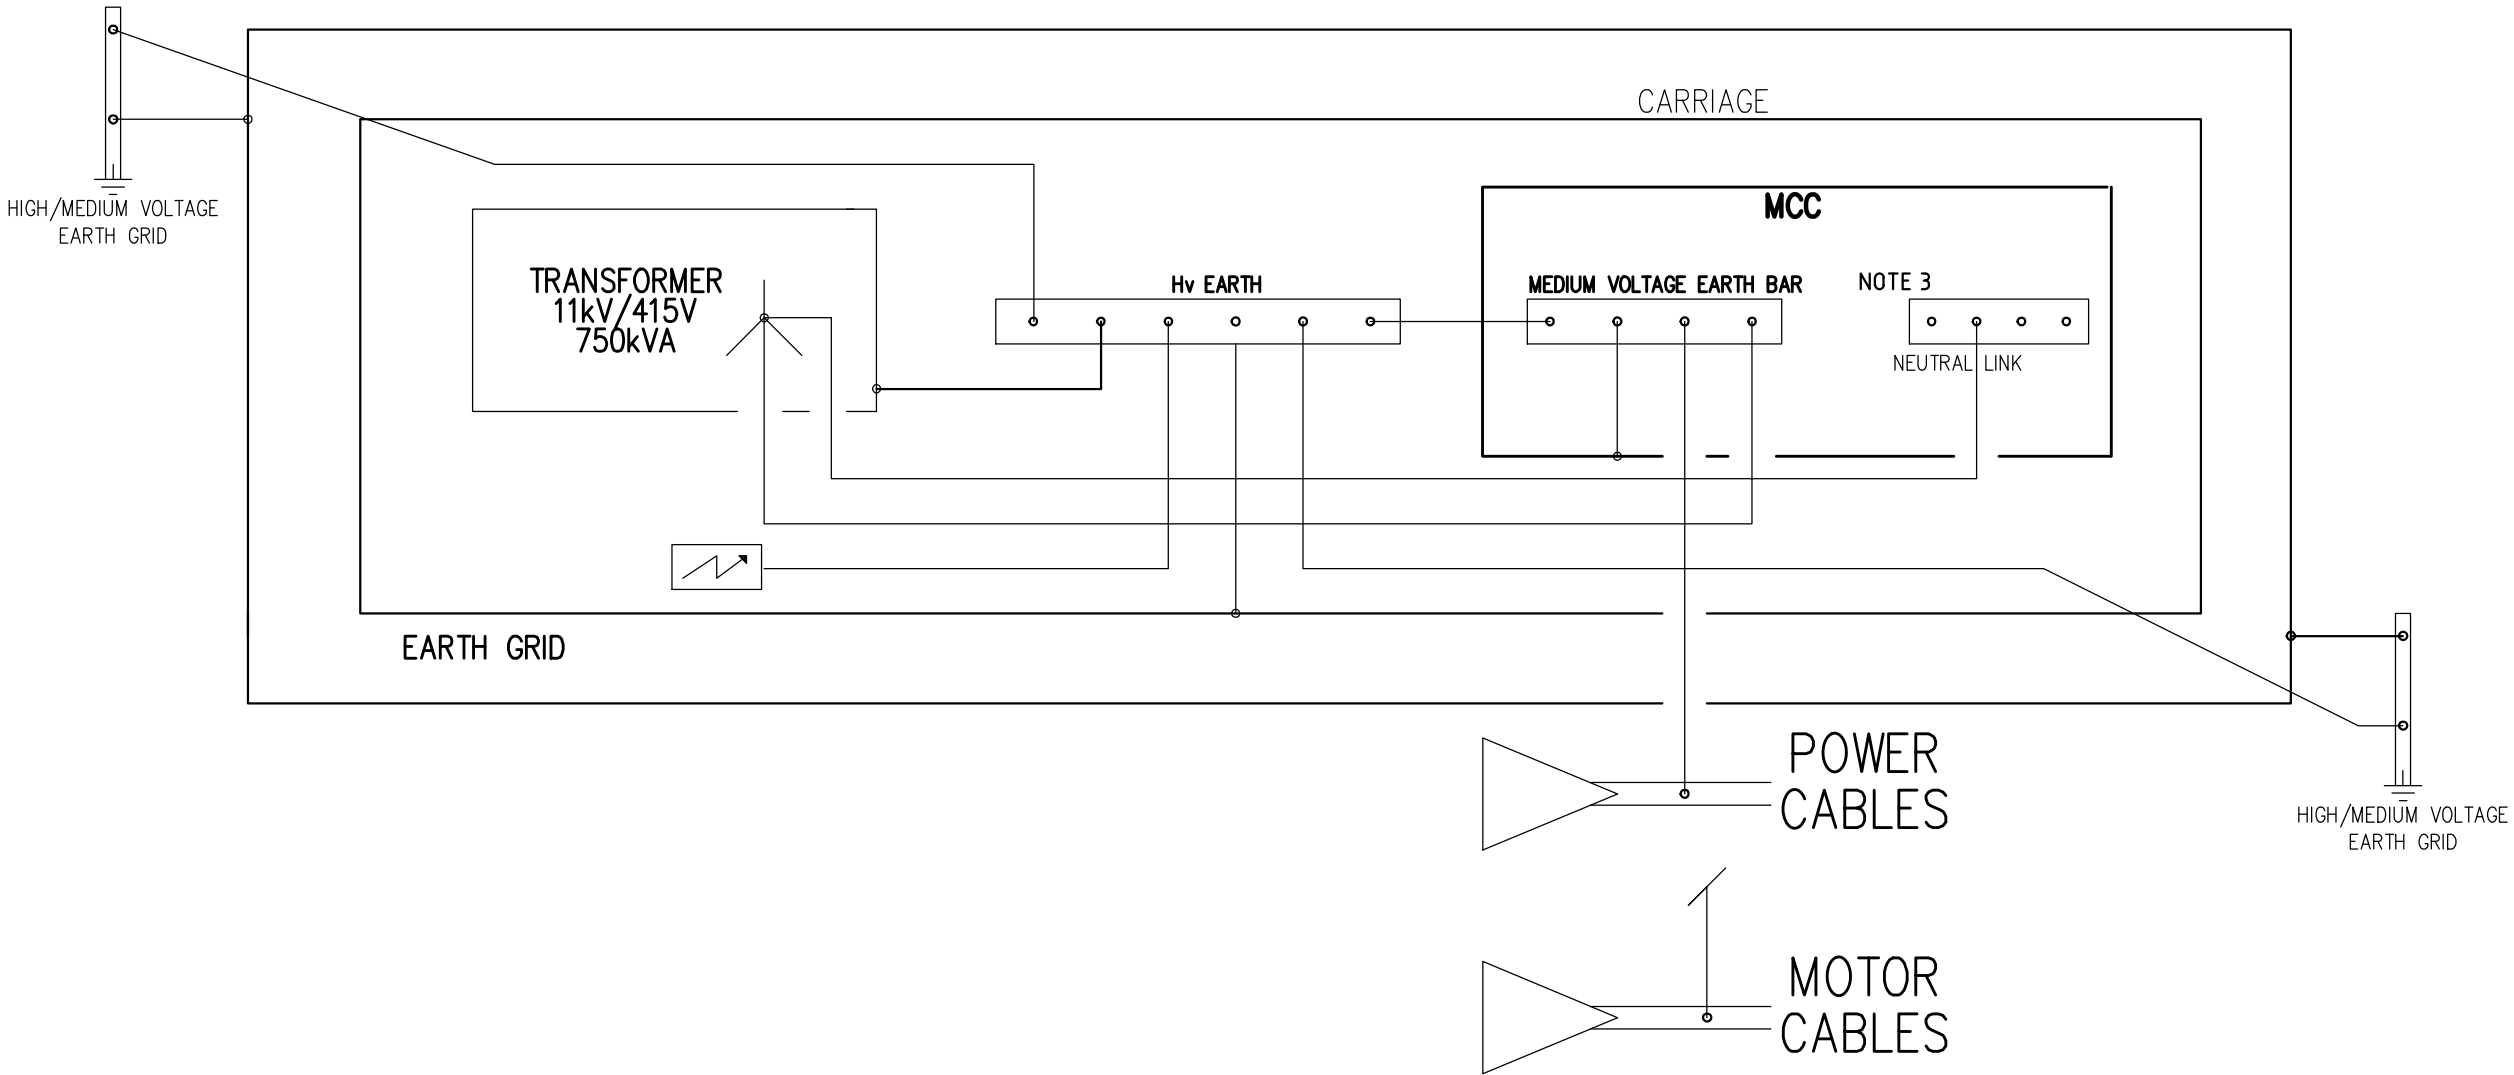 CARRIAGE
HIGH/MEDIUM VOLTAGE
EARTH GRID
MCC
TRANSFORMER
11kV/415V
750kVA
Hv EARTH
MEDIUM VOLTAGE EARTH BAR
NOTE 3
NEUTRAL LINK
EARTH GRID
POWER
CABLES
HIGH/MEDIUM VOLTAGE
EARTH GRID
MOTOR
CABLES